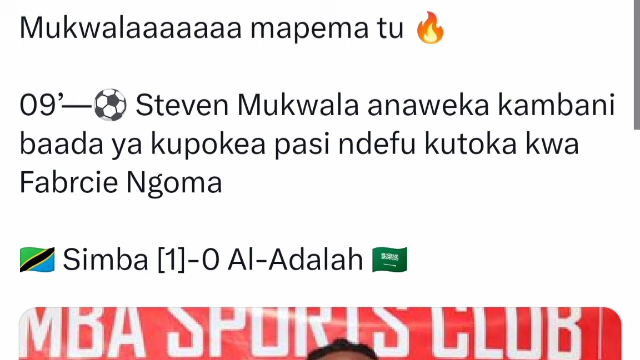 Mukwalaaaaaaa mapema tu 🔥
09’—⚽ Steven Mukwala anaweka kambani
baada ya kupokea pasi ndefu kutoka kwa
Fabrcie Ngoma
🇹🇿 Simba [1]-0 Al-Adalah 🇸🇦
MBA SPORTS CLUB